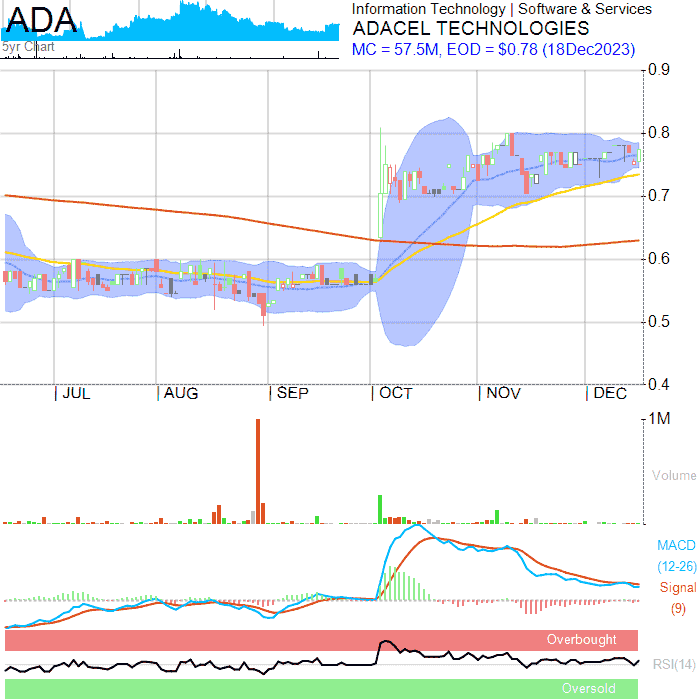 ADA
5yr Chart
Information Technology | Software & Services
ADACEL TECHNOLOGIES
MC = 57.5M, EOD = $0.78 (18Dec2023)
0.9
0.8
0.7
0.6
0.5
0.4
JUL AUG SEP OCT NOV DEC
1M
Volume
MACD
(12-26)
Signal
(9)
Overbought
RSI(14)
Oversold